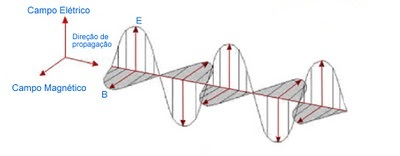 Campo Elétrico
E
Direção de
propagação
Campo Magnético
B